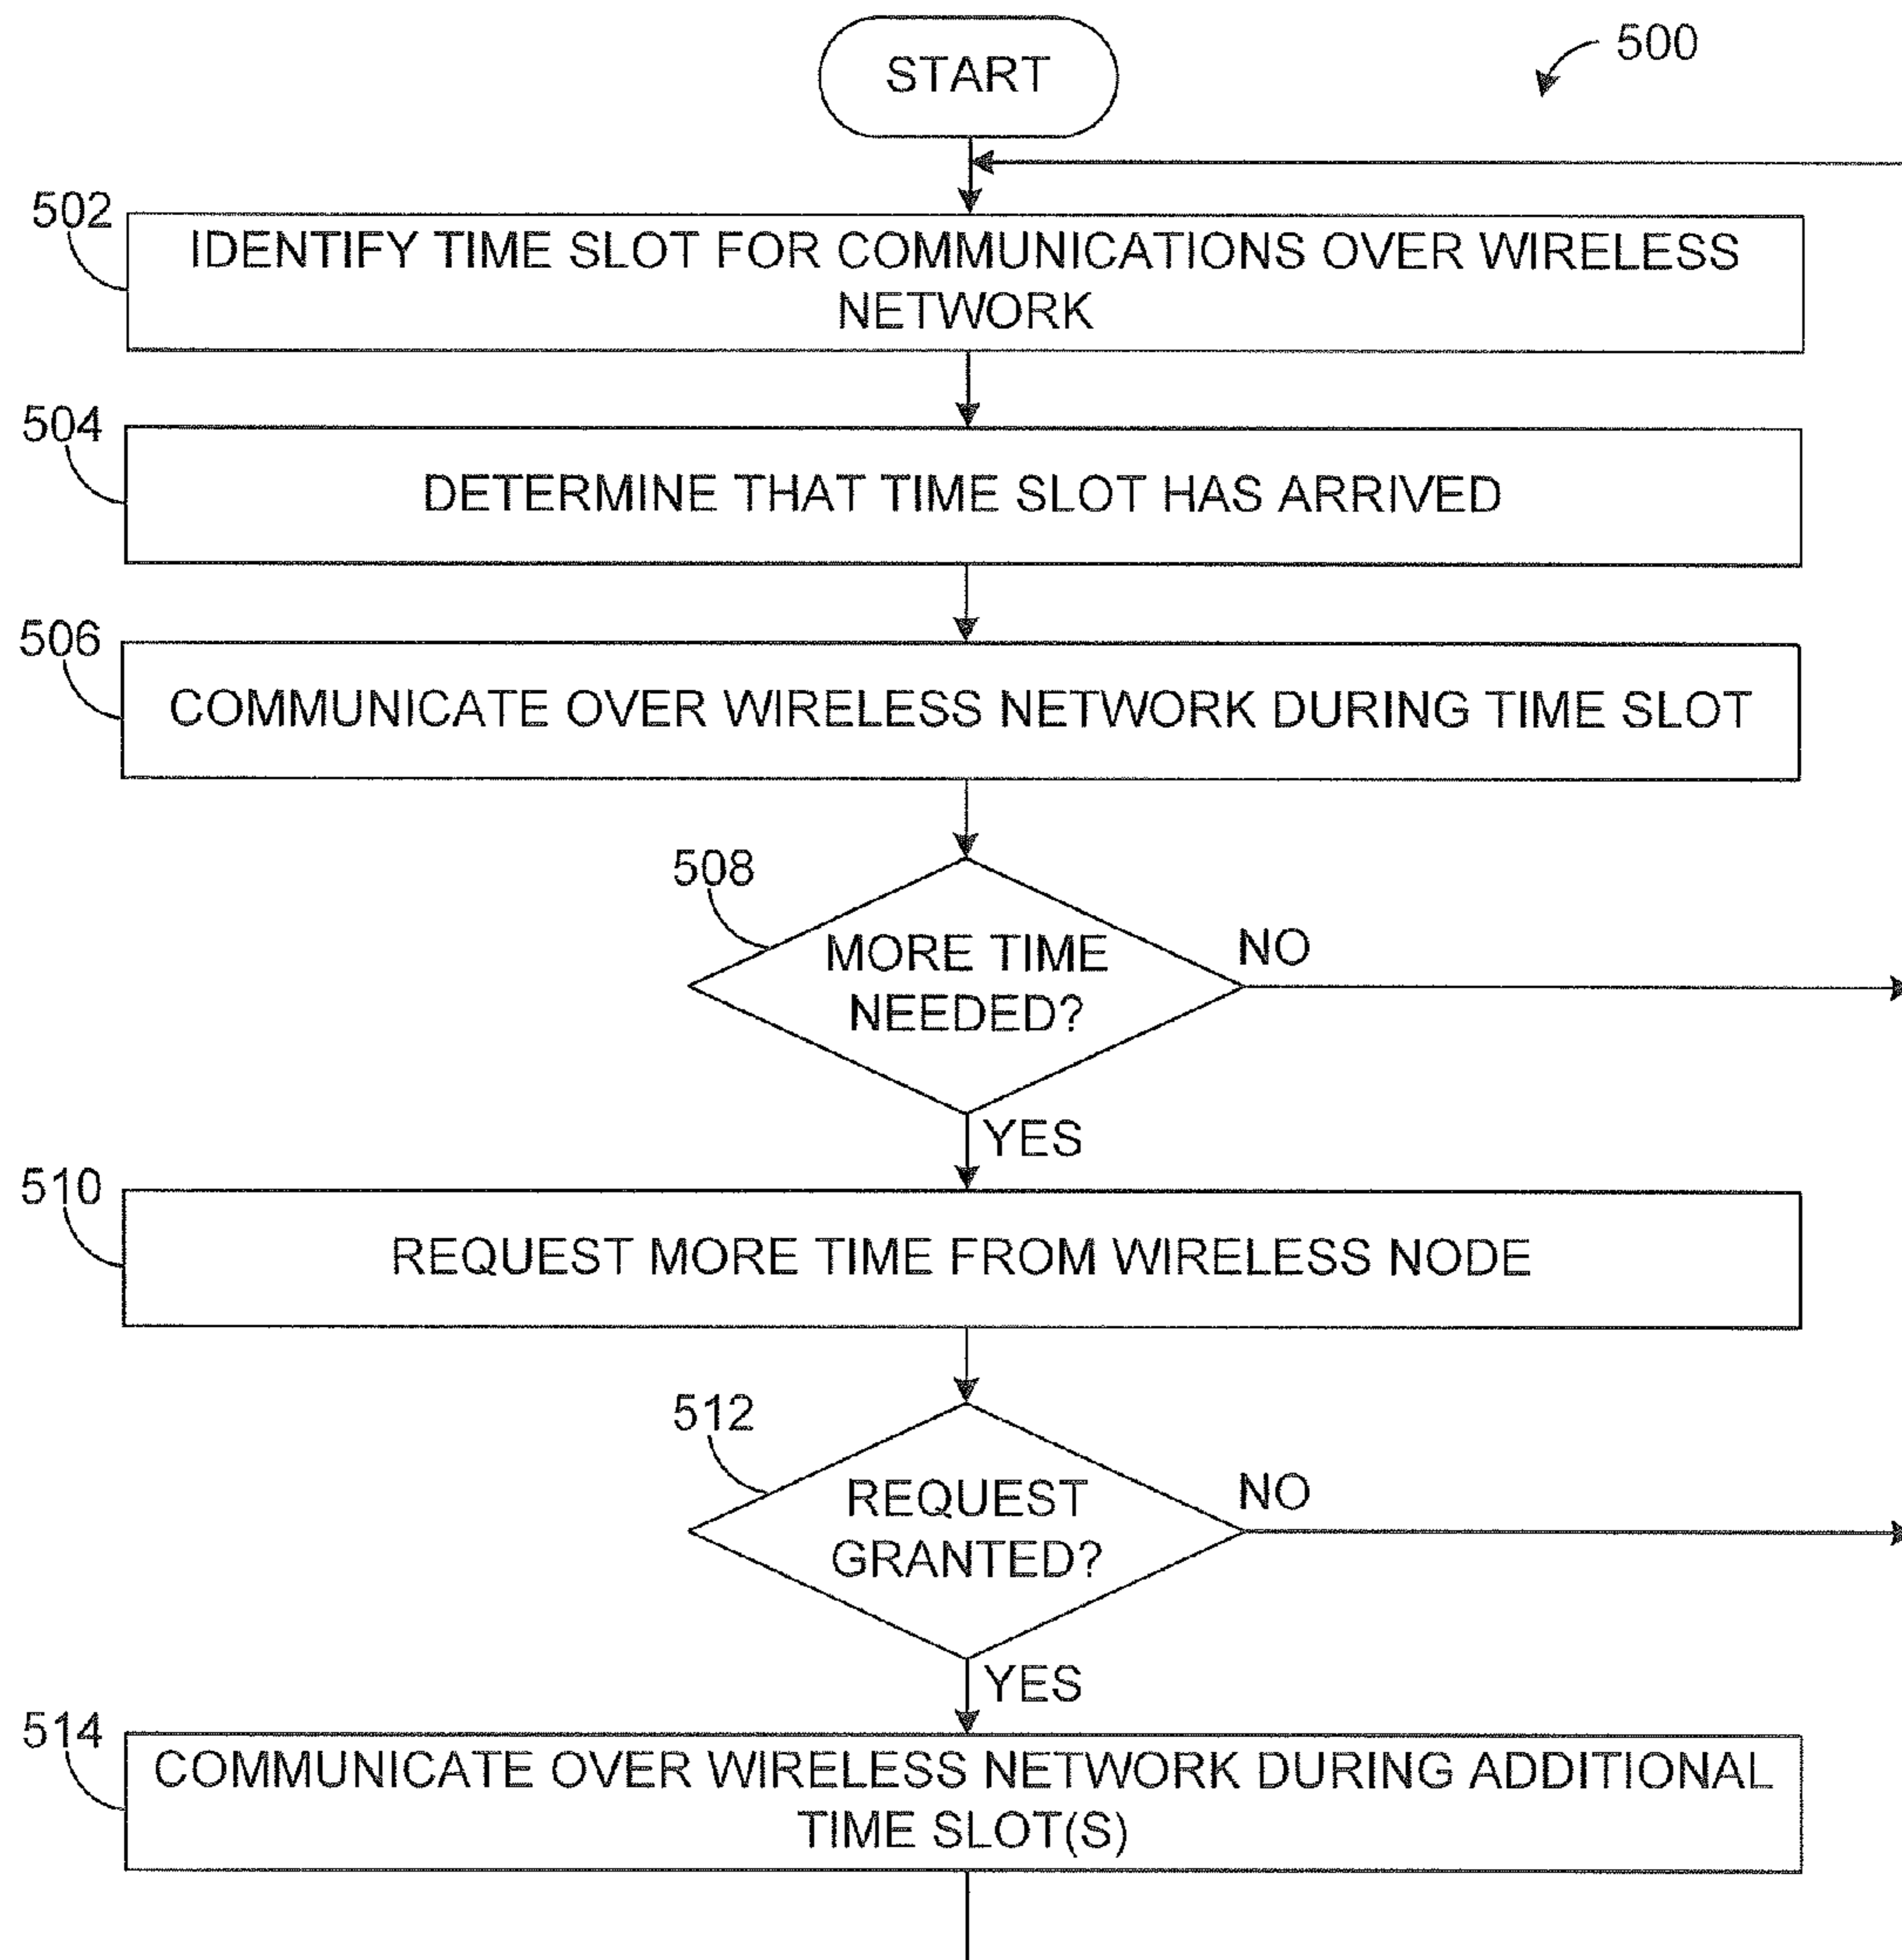 START
500
502
IDENTIFY TIME SLOT FOR COMMUNICATIONS OVER WIRELESS
NETWORK
504
DETERMINE THAT TIME SLOT HAS ARRIVED
506
COMMUNICATE OVER WIRELESS NETWORK DURING TIME SLOT
508
MORE TIME
NEEDED?
NO
YES
510
REQUEST MORE TIME FROM WIRELESS NODE
512
REQUEST
GRANTED?
NO
YES
514
COMMUNICATE OVER WIRELESS NETWORK DURING ADDITIONAL
TIME SLOT(S)